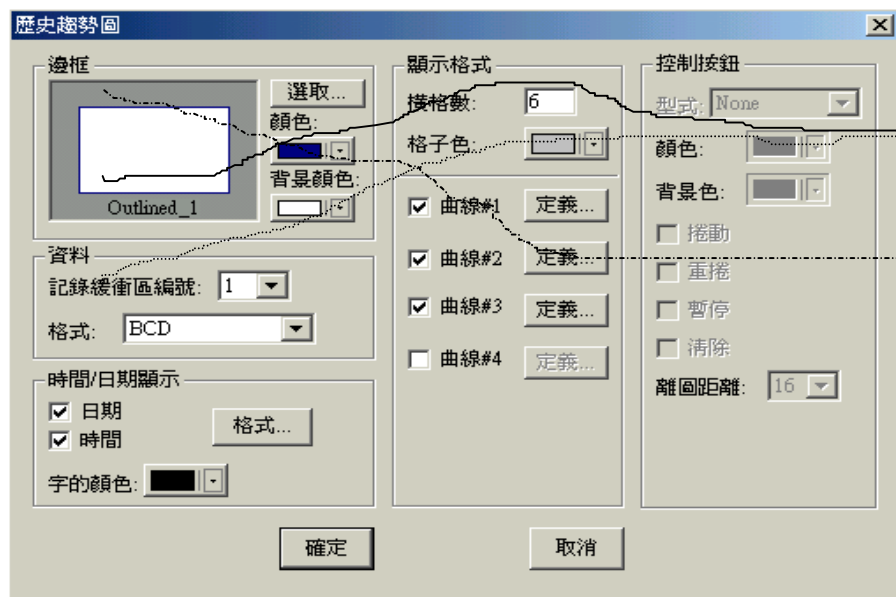 歷史趨勢圖
邊框
選取...
顏色:
背景顏色:
Outlined_1
資料
記錄緩衝區編號: 1
格式: BCD
時間/日期顯示
日期
時間
格式...
字的顏色:
顯示格式
橫格數: 6
格子色:
曲線#1 定義...
曲線#2 定義...
曲線#3 定義...
曲線#4 定義...
控制按鈕
型式: None
顏色:
背景色:
捲動
重捲
暫停
清除
離圖距離: 16
確定
取消